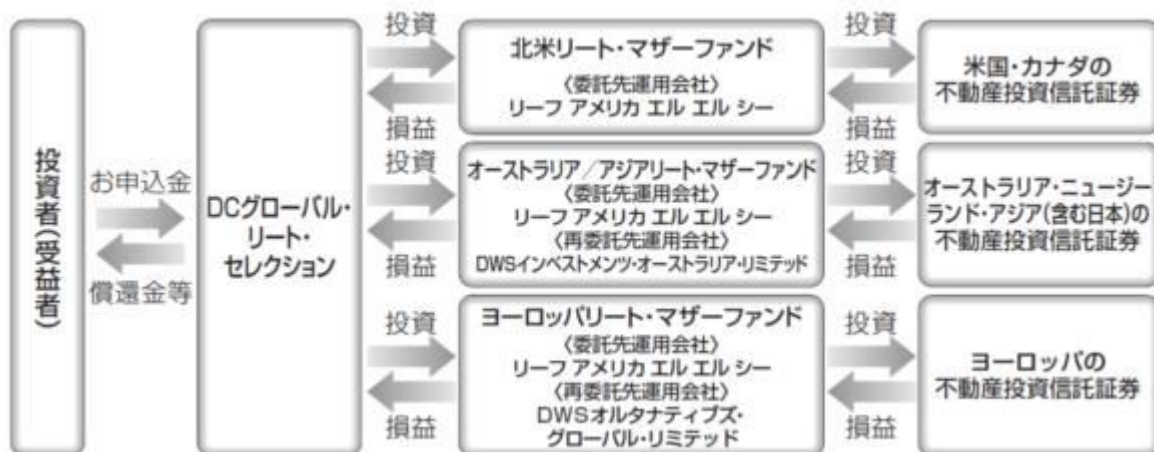 投資者(受益者)
お申込金
償還金等
DCグローバル・
リート・
セレクション
投資
損益
北米リート・マザーファンド
〈委託先運用会社〉
リーフ アメリカ エル エル シー
投資
損益
米国・カナダの
不動産投資信託証券
投資
損益
オーストラリア/アジアリート・マザーファンド
〈委託先運用会社〉
リーフ アメリカ エル エル シー
〈再委託先運用会社〉
DWSインベストメンツ・オーストラリア・リミテッド
投資
損益
オーストラリア・ニュージー
ランド・アジア(含む日本)の
不動産投資信託証券
投資
損益
ヨーロッパリート・マザーファンド
〈委託先運用会社〉
リーフ アメリカ エル エル シー
〈再委託先運用会社〉
DWSオルタナティブズ・
グローバル・リミテッド
投資
損益
ヨーロッパの
不動産投資信託証券